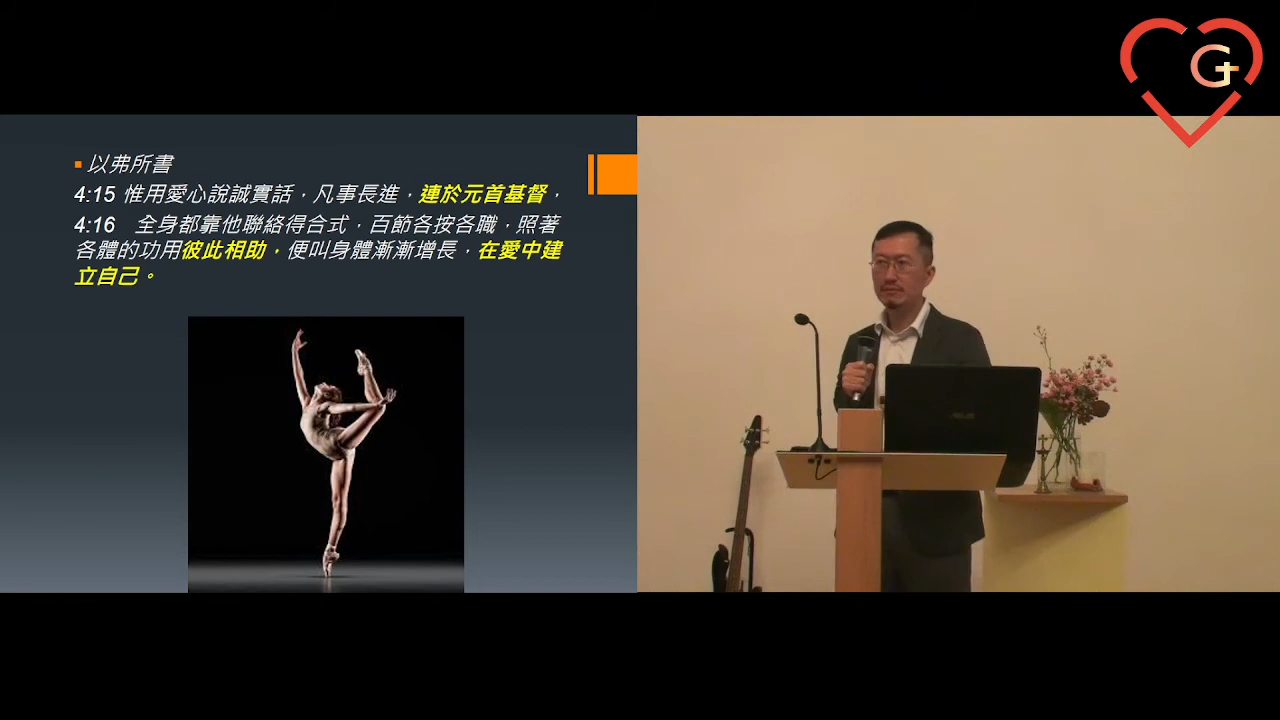 以弗所書
4:15 惟用愛心說誠實話，凡事長進，連於元首基督，
4:16 全身都靠他聯絡得合式，百節各按各職，照著
各體的功用彼此相助，便叫身體漸漸增長，在愛中建
立自己。
G